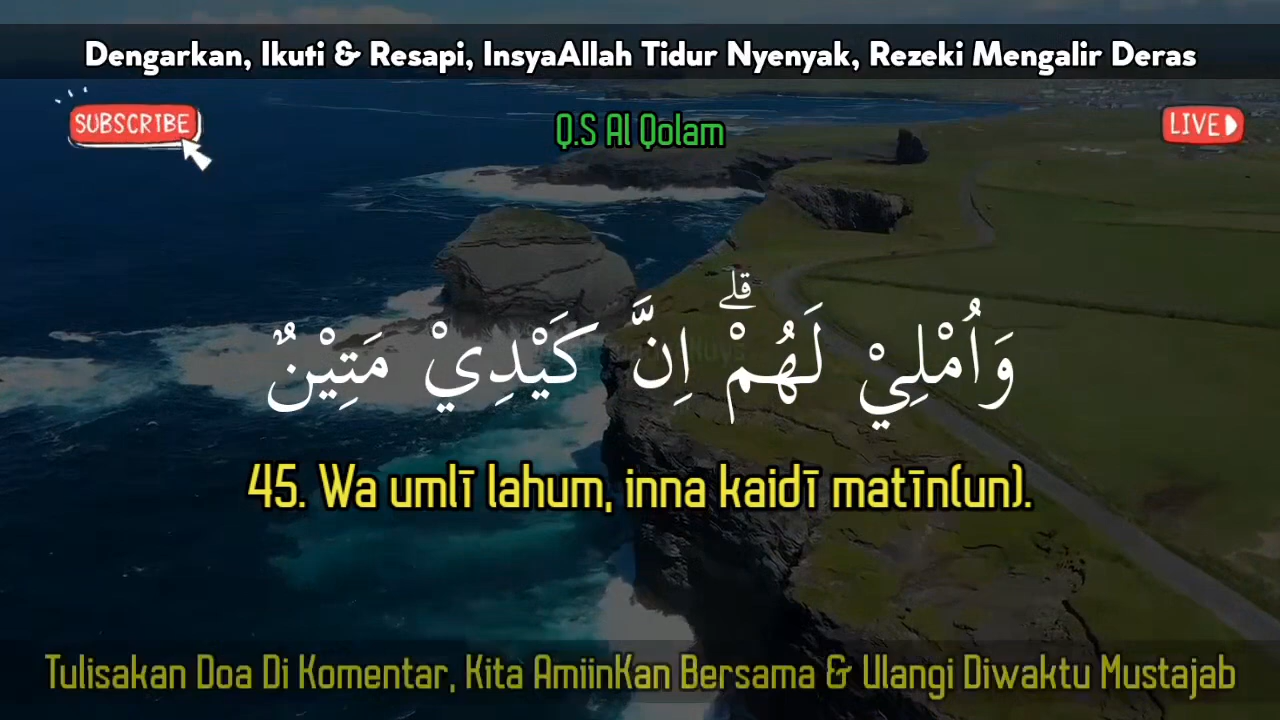 Dengarkan, Ikuti & Resapi, InsyaAllah Tidur Nyenyak, Rezeki Mengalir Deras
SUBSCRIBE
LIVE
Q.S Al Qolam
وَاُمْلِيْ لَهُمْۗ اِنَّ كَيْدِيْ مَتِيْنٌ
45. Wa umlī lahum, inna kaidī matīn(un).
Tulisakan Doa Di Komentar, Kita AmiinKan Bersama & Ulangi Diwaktu Mustajab